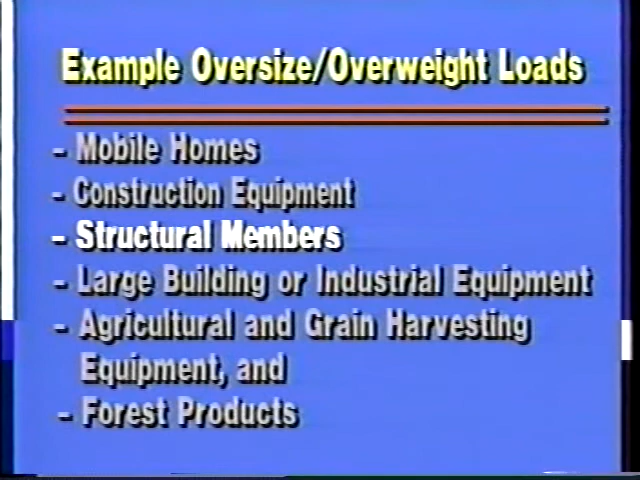 Example Oversize/Overweight Loads
- Mobile Homes
- Construction Equipment
- Structural Members
- Large Building or Industrial Equipment
- Agricultural and Grain Harvesting
Equipment, and
- Forest Products